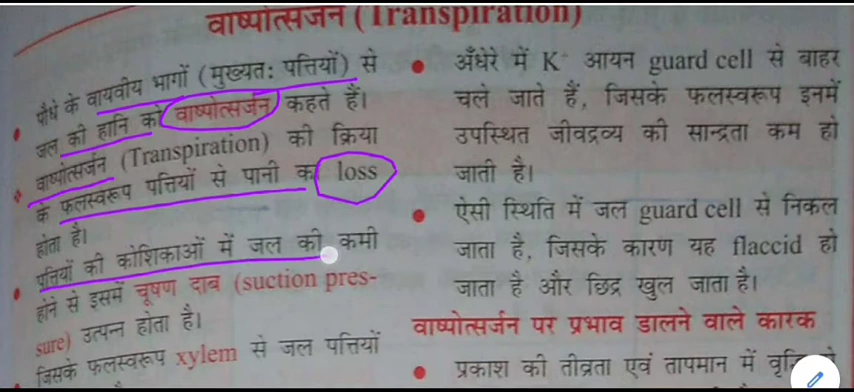 वाष्पोत्सर्जन (Transpiration)
पौधे के वायवीय भागों (मुख्यतः पत्तियों) से
जल की हानि को वाष्पोत्सर्जन कहते हैं।
वाष्पोत्सर्जन (Transpiration) की क्रिया
के फलस्वरूप पत्तियों से पानी का loss
होता है।
पत्तियों की कोशिकाओं में जल की कमी
होने से इसमें चूषण दाब (suction pres-
sure) उत्पन्न होता है।
जिसके फलस्वरूप xylem से जल पत्तियों
अँधेरे में K⁺ आयन guard cell से बाहर
चले जाते हैं, जिसके फलस्वरूप इनमें
उपस्थित जीवद्रव्य की सान्द्रता कम हो
जाती है।
ऐसी स्थिति में जल guard cell से निकल
जाता है, जिसके कारण यह flaccid हो
जाता है और छिद्र खुल जाता है।
वाष्पोत्सर्जन पर प्रभाव डालने वाले कारक
प्रकाश की तीव्रता एवं तापमान में